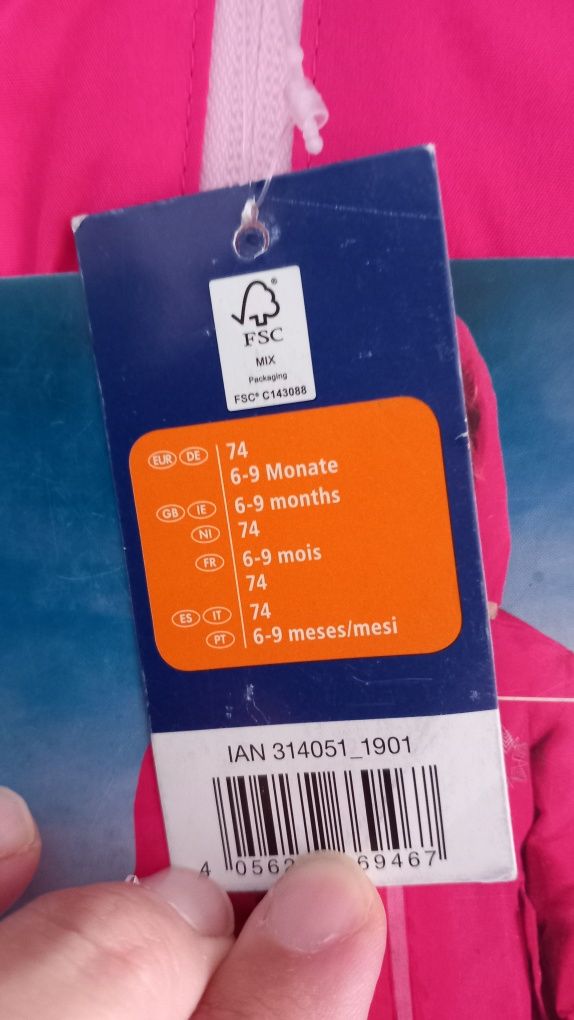 ®
FSC
MIX
Packaging
FSC® C143088
EUR DE 74
6-9 Monate
GB IE 6-9 months
NI 74
FR 6-9 mois
74
ES IT 74
PT 6-9 meses/mesi
IAN 314051_1901
4 0562 69467